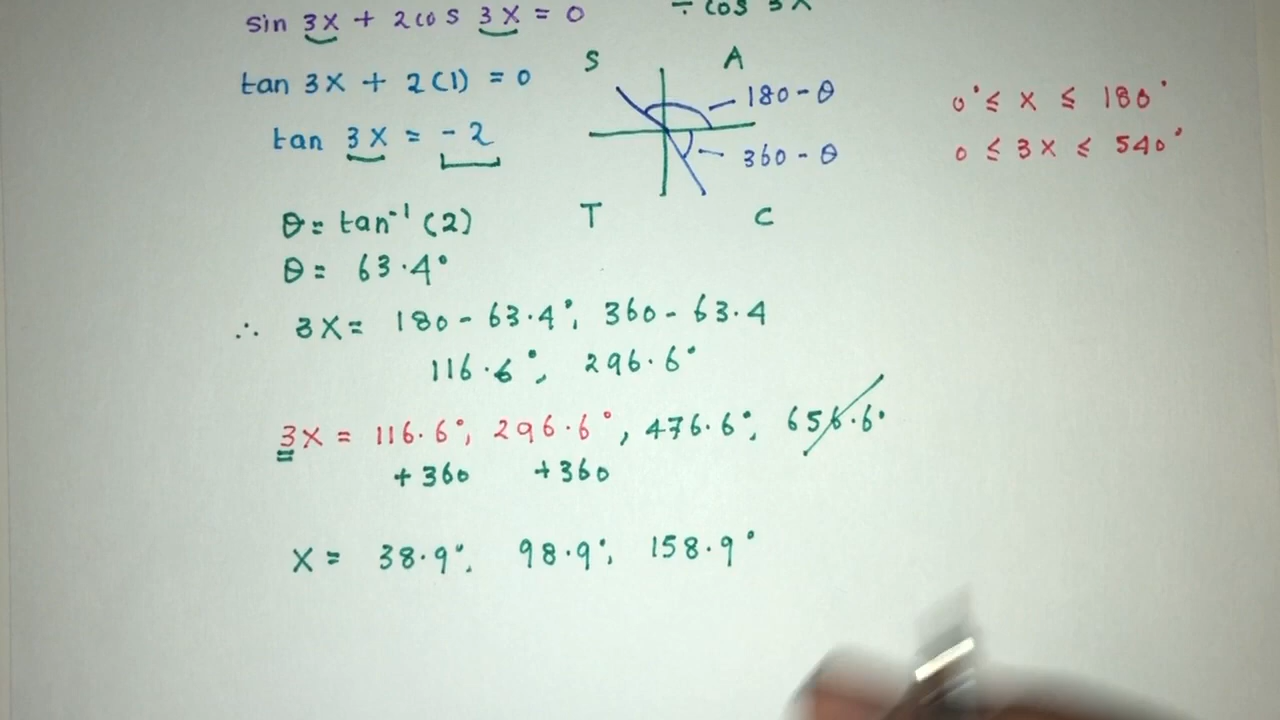 sin 3x + 2cos 3x = 0
÷ cos 3x
tan 3x + 2(1) = 0
tan 3x = -2
S A
180 - θ
360 - θ
T C
0° ≤ x ≤ 180°
0 ≤ 3x ≤ 540°
θ = tan⁻¹ (2)
θ = 63.4°
∴ 3x = 180 - 63.4°, 360 - 63.4
116.6°, 296.6°
3x = 116.6°, 296.6°, 476.6°, 656.6°
+360 +360
x = 38.9°, 98.9°, 158.9°